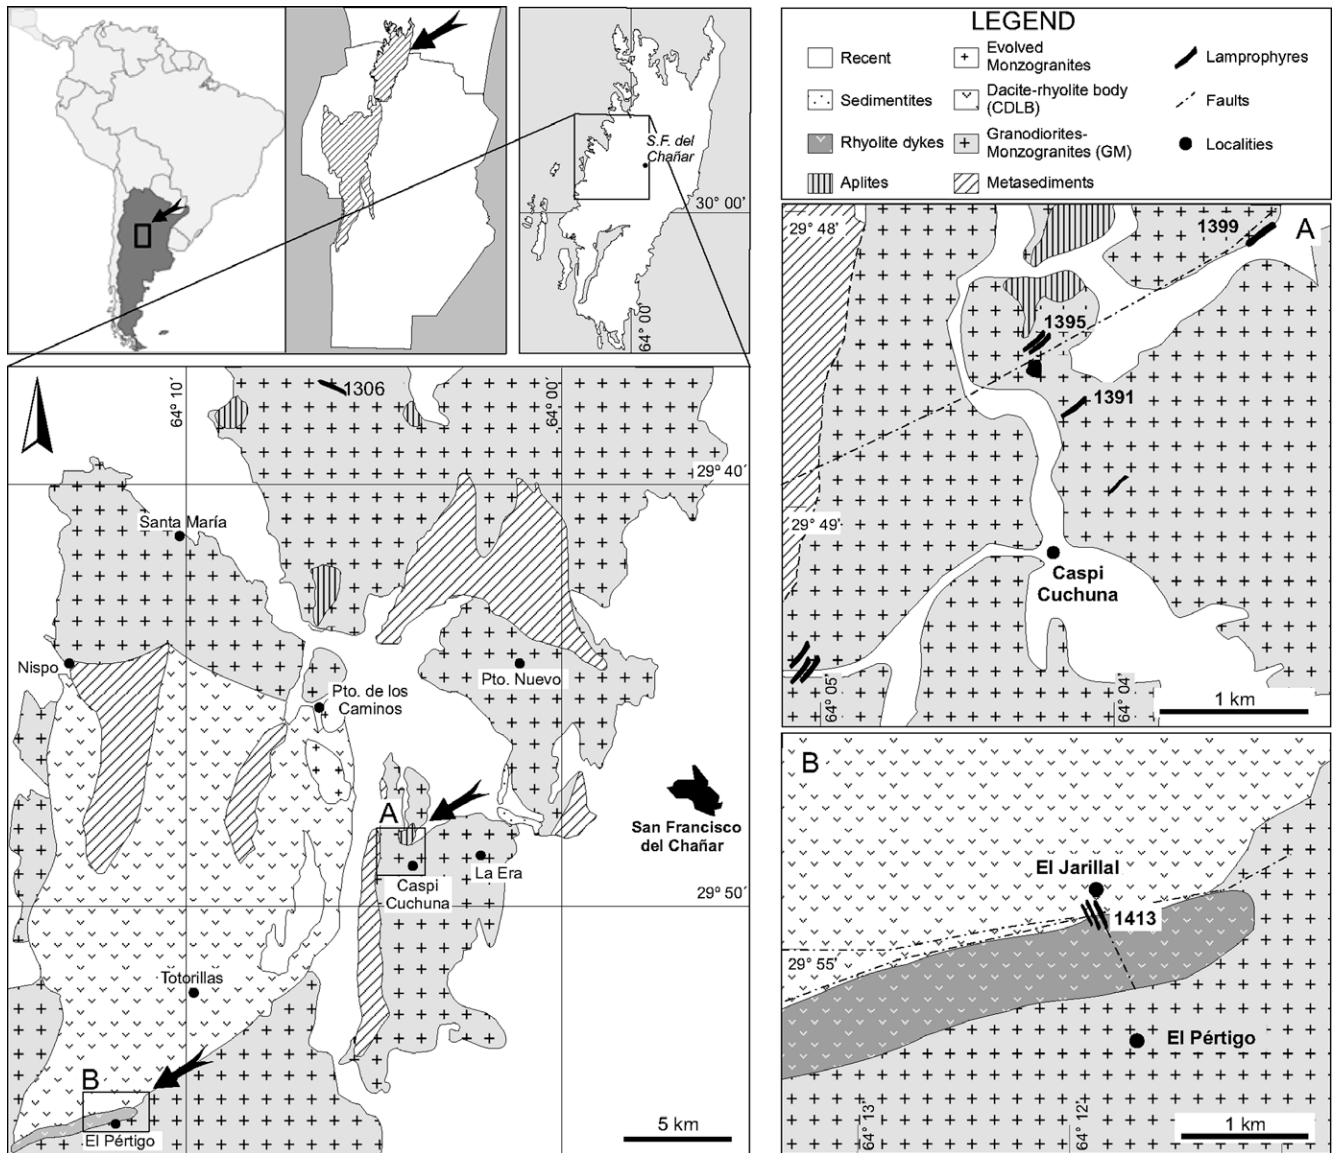 S.F. del
Chañar
30° 00'
64° 00'
LEGEND
Recent
Sedimentites
Rhyolite dykes
Aplites
Evolved
Monzogranites
Dacite-rhyolite body
(CDLB)
Granodiorites-
Monzogranites (GM)
Metasediments
Lamprophyres
Faults
Localities
1306
64° 10'
64° 00'
29° 40'
Santa María
Nispo
Pto. Nuevo
Pto. de los
Caminos
A
San Francisco
del Chañar
La Era
Caspi
Cuchuna
29° 50'
Totorillas
B
El Pértigo
5 km
29° 48'
1399
A
1395
1391
29° 49'
Caspi
Cuchuna
64° 05'
64° 04'
1 km
B
El Jarillal
1413
29° 55'
El Pértigo
64° 13'
64° 12'
1 km